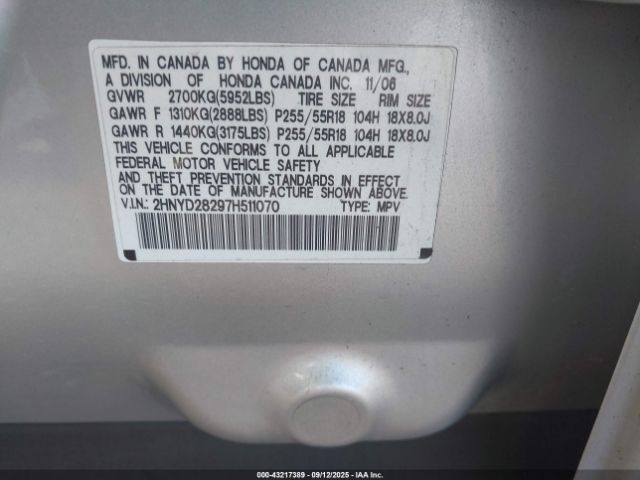 MFD. IN CANADA BY HONDA OF CANADA MFG.,
A DIVISION OF HONDA CANADA INC. 11/06
GVWR 2700KG(5952LBS) TIRE SIZE RIM SIZE
GAWR F 1310KG(2888LBS) P255/55R18 104H 18X8.0J
GAWR R 1440KG(3175LBS) P255/55R18 104H 18X8.0J
THIS VEHICLE CONFORMS TO ALL APPLICABLE
FEDERAL MOTOR VEHICLE SAFETY
AND THEFT PREVENTION STANDARDS IN EFFECT
ON THE DATE OF MANUFACTURE SHOWN ABOVE.
V.I.N.: 2HNYD28297H511070 TYPE: MPV
000-43217389 - 09/12/2025 - IAA Inc.